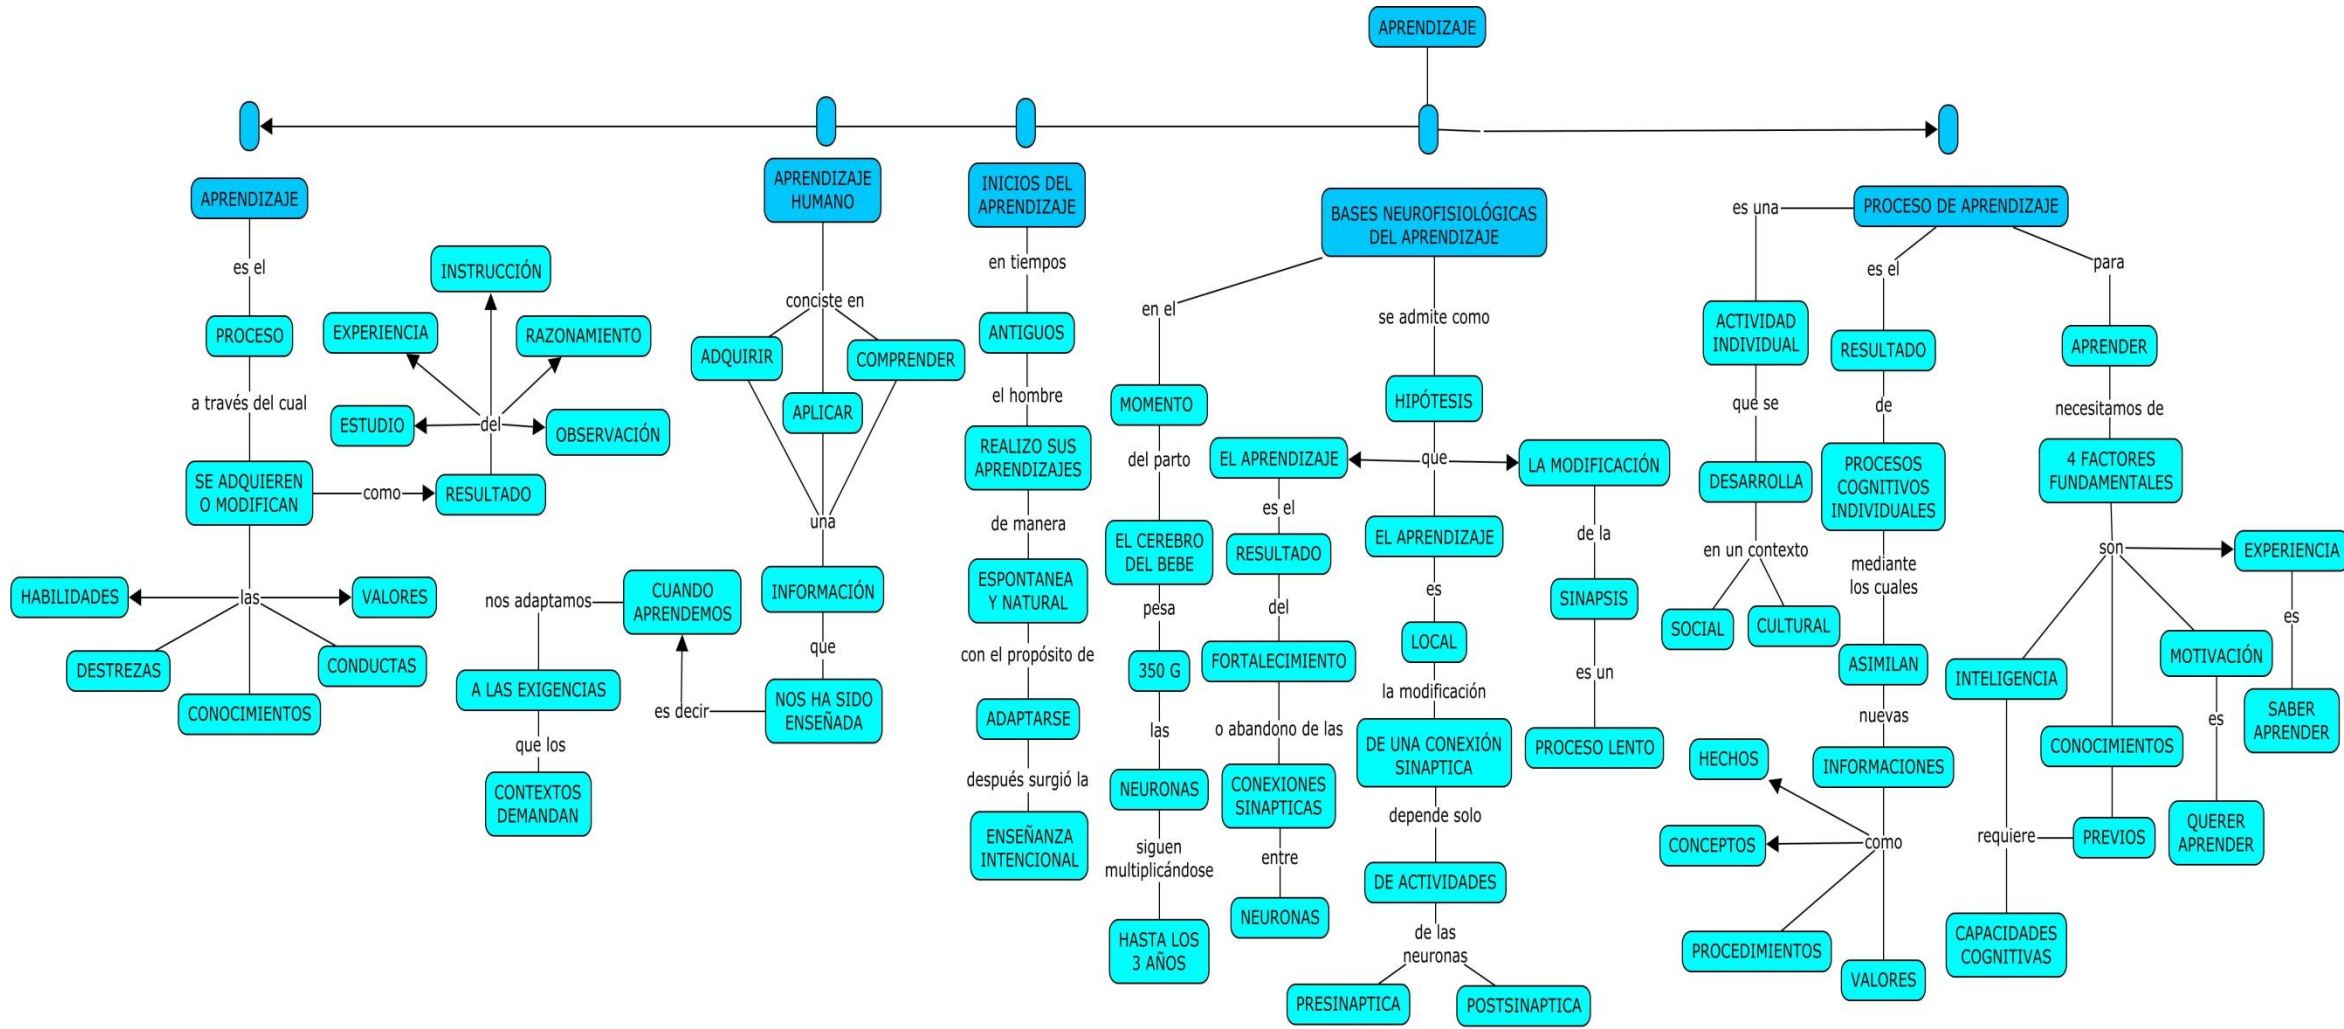 APRENDIZAJE
APRENDIZAJE
es el
PROCESO
a través del cual
SE ADQUIEREN
O MODIFICAN
como
RESULTADO
del
INSTRUCCIÓN
EXPERIENCIA
RAZONAMIENTO
ESTUDIO
OBSERVACIÓN
las
HABILIDADES
VALORES
DESTREZAS
CONDUCTAS
CONOCIMIENTOS
APRENDIZAJE
HUMANO
conciste en
ADQUIRIR
APLICAR
COMPRENDER
una
INFORMACIÓN
que
NOS HA SIDO
ENSEÑADA
es decir
CUANDO
APRENDEMOS
nos adaptamos
A LAS EXIGENCIAS
que los
CONTEXTOS
DEMANDAN
INICIOS DEL
APRENDIZAJE
en tiempos
ANTIGUOS
el hombre
REALIZO SUS
APRENDIZAJES
de manera
ESPONTANEA
Y NATURAL
con el propósito de
ADAPTARSE
después surgió la
ENSEÑANZA
INTENCIONAL
BASES NEUROFISIOLÓGICAS
DEL APRENDIZAJE
en el
MOMENTO
del parto
EL CEREBRO
DEL BEBE
pesa
350 G
las
NEURONAS
siguen
multiplicándose
HASTA LOS
3 AÑOS
se admite como
HIPÓTESIS
que
EL APRENDIZAJE
es el
RESULTADO
del
FORTALECIMIENTO
o abandono de las
CONEXIONES
SINAPTICAS
entre
NEURONAS
EL APRENDIZAJE
es
LOCAL
la modificación
DE UNA CONEXIÓN
SINAPTICA
depende solo
DE ACTIVIDADES
de las
neuronas
PRESINAPTICA
POSTSINAPTICA
LA MODIFICACIÓN
de la
SINAPSIS
es un
PROCESO LENTO
PROCESO DE APRENDIZAJE
es una
ACTIVIDAD
INDIVIDUAL
que se
DESARROLLA
en un contexto
SOCIAL
CULTURAL
es el
RESULTADO
de
PROCESOS
COGNITIVOS
INDIVIDUALES
mediante
los cuales
ASIMILAN
nuevas
INFORMACIONES
como
HECHOS
CONCEPTOS
PROCEDIMIENTOS
VALORES
para
APRENDER
necesitamos de
4 FACTORES
FUNDAMENTALES
son
EXPERIENCIA
es
SABER
APRENDER
MOTIVACIÓN
es
QUERER
APRENDER
INTELIGENCIA
CONOCIMIENTOS
requiere
PREVIOS
CAPACIDADES
COGNITIVAS